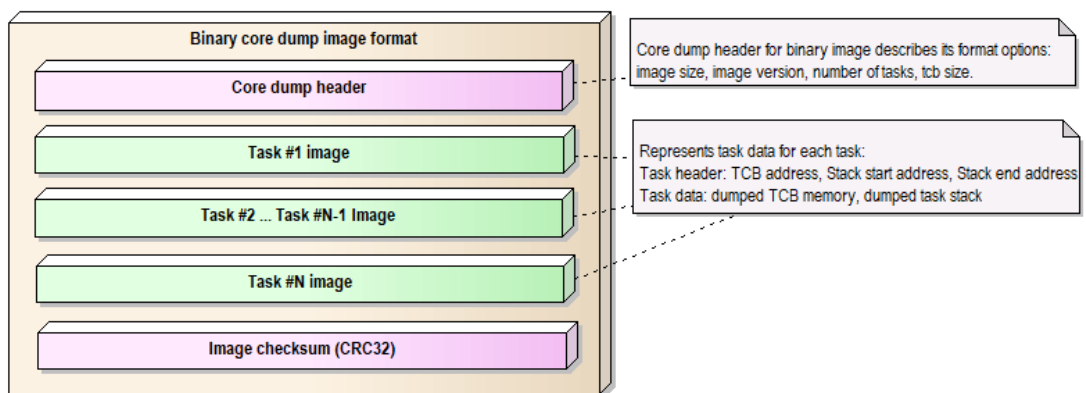 Binary core dump image format
Core dump header
Core dump header for binary image describes its format options:
image size, image version, number of tasks, tcb size.
Task #1 image
Represents task data for each task:
Task header: TCB address, Stack start address, Stack end address
Task data: dumped TCB memory, dumped task stack
Task #2 ... Task #N-1 Image
Task #N image
Image checksum (CRC32)